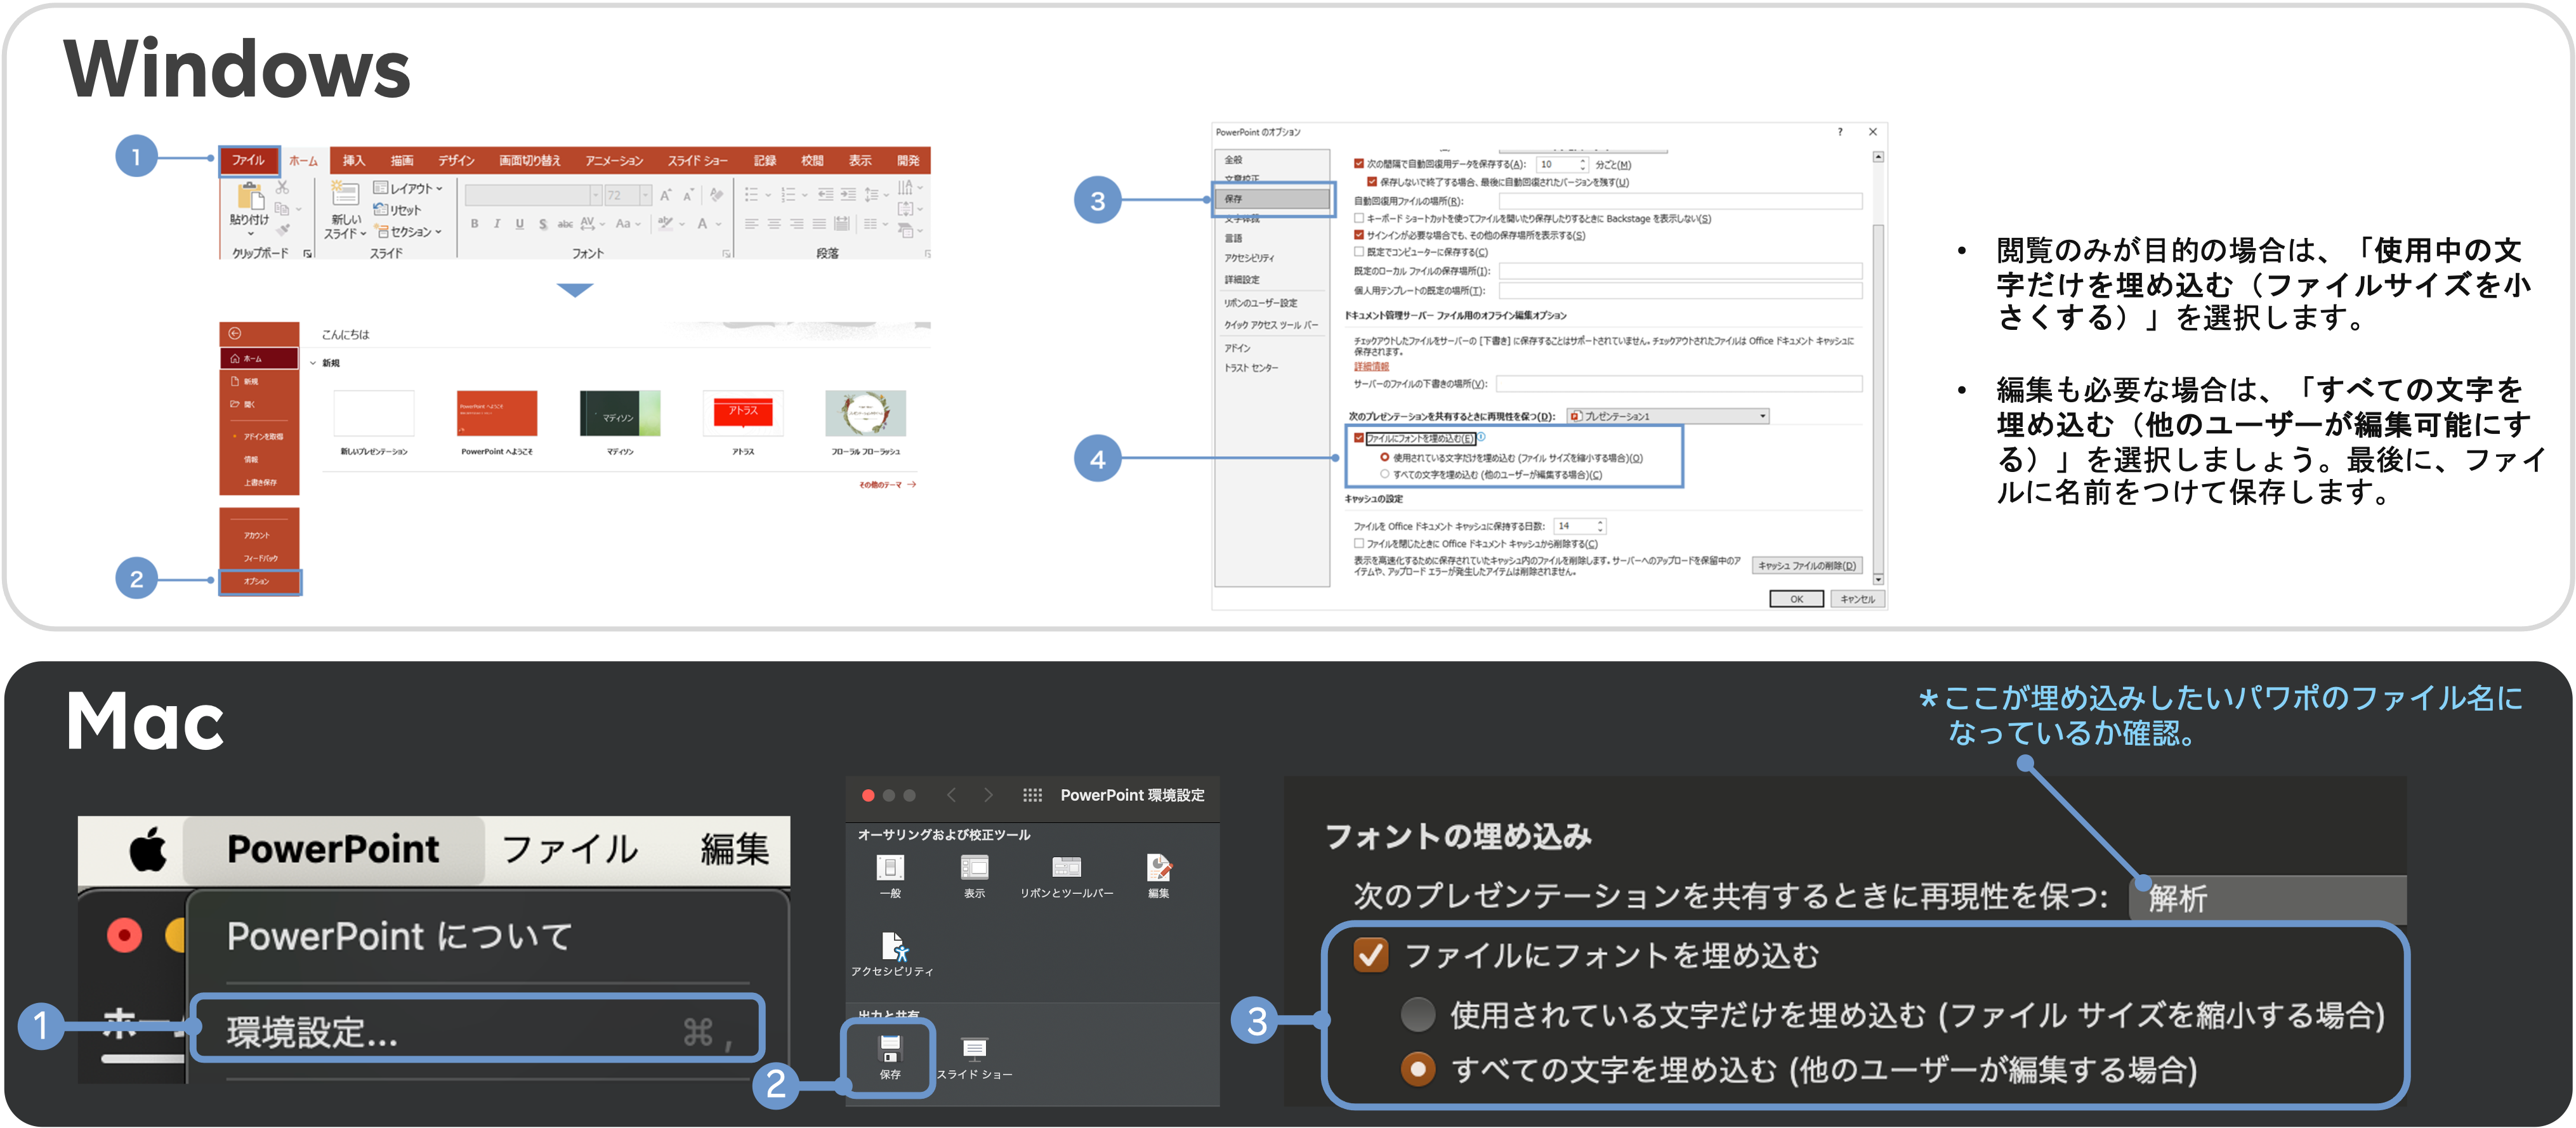 Windows
1
ファイル ホーム 挿入 描画 デザイン 画面切り替え アニメーション スライド ショー 記録 校閲 表示 開発
貼り付け
新しい
スライド
レイアウト
リセット
セクション
72
B I U S abc AV Aa A
クリップボード スライド フォント 段落
こんにちは
ホーム
新規
開く
アドインを取得
情報
上書き保存
新規
新しいプレゼンテーション
PowerPoint へようこそ
PowerPoint へようこそ
マディソン
マディソン
アトラス
アトラス
フローラル フローラッシュ
その他のテーマ →
アカウント
フィードバック
2
オプション
PowerPoint のオプション ? ×
3
全般
文章校正
保存
文字体裁
言語
アクセシビリティ
詳細設定
リボンのユーザー設定
クイック アクセス ツール バー
アドイン
トラスト センター
次の間隔で自動回復用データを保存する(A): 10 分ごと(M)
保存しないで終了する場合、最後に自動回復されたバージョンを残す(U)
自動回復用ファイルの場所(R):
キーボード ショートカットを使ってファイルを開いたり保存したりするときに Backstage を表示しない(S)
サインインが必要な場合でも、その他の保存場所を表示する(S)
既定でコンピューターに保存する(C)
既定のローカル ファイルの保存場所(I):
個人用テンプレートの既定の場所(T):
ドキュメント管理サーバー ファイル用のオフライン編集オプション
チェックアウトしたファイルをサーバーの [下書き] に保存することはサポートされていません。チェックアウトされたファイルは Office ドキュメント キャッシュに
保存されます。
詳細情報
サーバーのファイルの下書きの場所(V):
次のプレゼンテーションを共有するときに再現性を保つ(D): プレゼンテーション1
4
ファイルにフォントを埋め込む(E)
使用されている文字だけを埋め込む (ファイル サイズを縮小する場合)(O)
すべての文字を埋め込む (他のユーザーが編集する場合)(C)
キャッシュの設定
ファイルを Office ドキュメント キャッシュに保持する日数: 14
ファイルを閉じたときに Office ドキュメント キャッシュから削除する(C)
表示を高速化するために保存されていたキャッシュ内のファイルを削除します。サーバーへのアップロードを保留中のア
イテムや、アップロード エラーが発生したアイテムは削除されません。
キャッシュ ファイルの削除(D)
OK キャンセル
• 閲覧のみが目的の場合は、「使用中の文
字だけを埋め込む（ファイルサイズを小
さくする）」を選択します。
• 編集も必要な場合は、「すべての文字を
埋め込む（他のユーザーが編集可能にす
る）」を選択しましょう。最後に、ファイ
ルに名前をつけて保存します。
Mac
PowerPoint ファイル 編集
PowerPoint について
1
ホーム
環境設定... ⌘ ,
PowerPoint 環境設定
オーサリングおよび校正ツール
一般 表示 リボンとツールバー 編集
アクセシビリティ
出力と共有
2
保存 スライド ショー
*ここが埋め込みしたいパワポのファイル名に
なっているか確認。
フォントの埋め込み
次のプレゼンテーションを共有するときに再現性を保つ: 解析
3
ファイルにフォントを埋め込む
使用されている文字だけを埋め込む (ファイル サイズを縮小する場合)
すべての文字を埋め込む (他のユーザーが編集する場合)